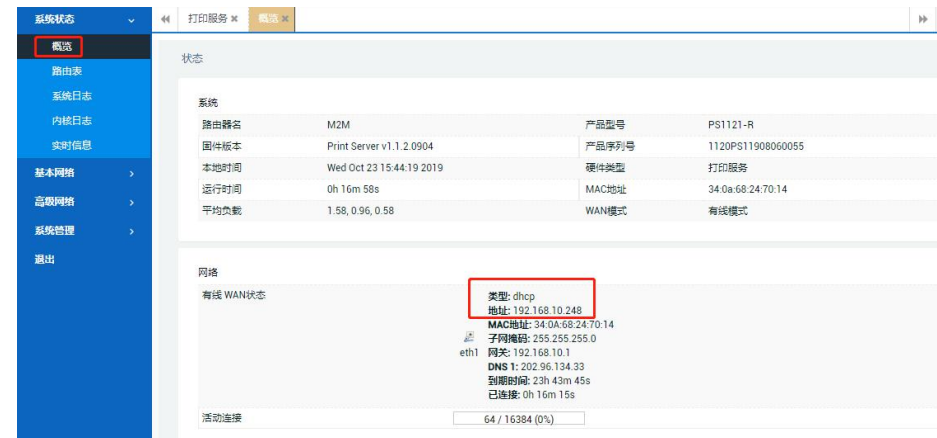 系统状态
概览
路由表
系统日志
内核日志
实时信息
基本网络
高级网络
系统管理
退出
打印服务 概览
状态
系统
路由器名 M2M 产品型号 PS1121-R
固件版本 Print Server v1.1.2.0904 产品序列号 1120PS11908060055
本地时间 Wed Oct 23 15:44:19 2019 硬件类型 打印服务
运行时间 0h 16m 58s MAC地址 34:0a:68:24:70:14
平均负载 1.58, 0.96, 0.58 WAN模式 有线模式
网络
有线 WAN状态
eth1
类型: dhcp
地址: 192.168.10.248
MAC地址: 34:0A:68:24:70:14
子网掩码: 255.255.255.0
网关: 192.168.10.1
DNS 1: 202.96.134.33
到期时间: 23h 43m 45s
已连接: 0h 16m 15s
活动连接 64 / 16384 (0%)